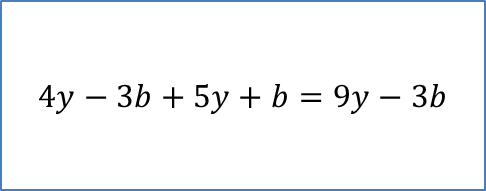 4y − 3b + 5y + b = 9y − 3b